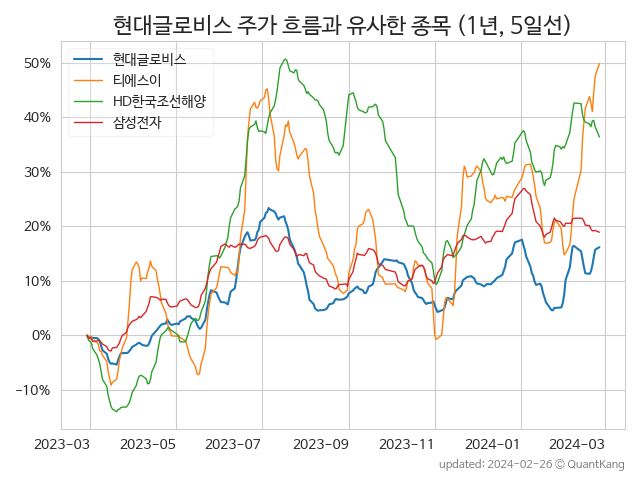 현대글로비스 주가 흐름과 유사한 종목 (1년, 5일선)
현대글로비스
티에스이
HD한국조선해양
삼성전자
50%
40%
30%
20%
10%
0%
−10%
2023-03 2023-05 2023-07 2023-09 2023-11 2024-01 2024-03
updated: 2024-02-26 © QuantKang